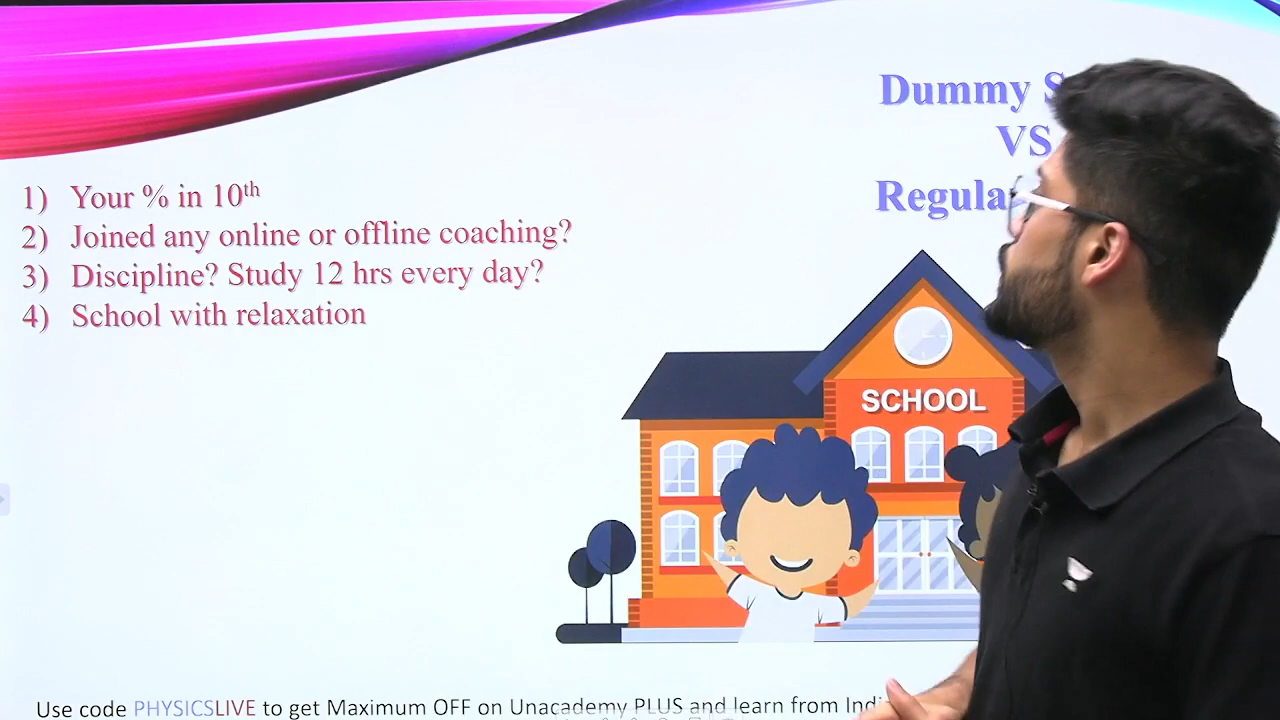 Dummy
VS
1) Your % in 10th
2) Joined any online or offline coaching?
3) Discipline? Study 12 hrs every day?
4) School with relaxation
SCHOOL
Use code PHYSICSLIVE to get Maximum OFF on Unacademy PLUS and learn from